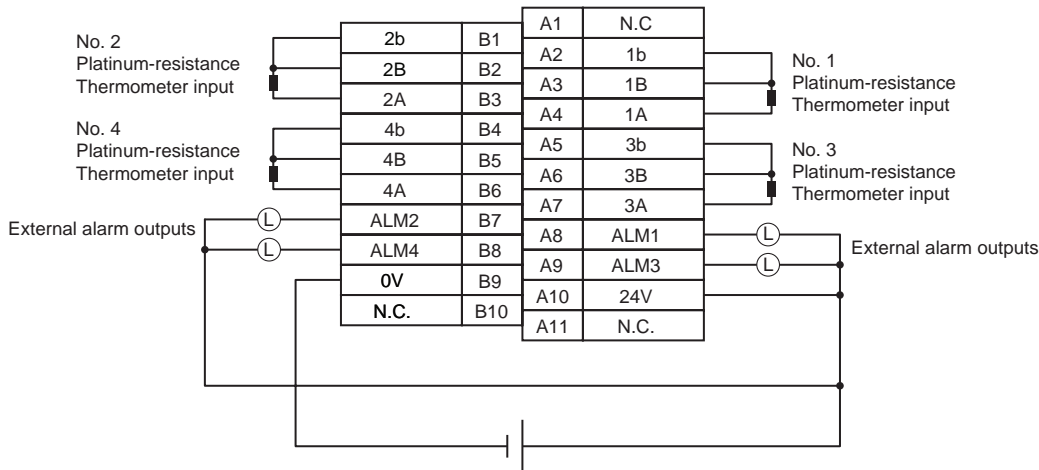 No. 2
Platinum-resistance
Thermometer input
No. 4
Platinum-resistance
Thermometer input
External alarm outputs
L
L
2b B1
2B B2
2A B3
4b B4
4B B5
4A B6
ALM2 B7
ALM4 B8
0V B9
N.C. B10
A1 N.C
A2 1b
A3 1B
A4 1A
A5 3b
A6 3B
A7 3A
A8 ALM1
A9 ALM3
A10 24V
A11 N.C.
No. 1
Platinum-resistance
Thermometer input
No. 3
Platinum-resistance
Thermometer input
L
L
External alarm outputs